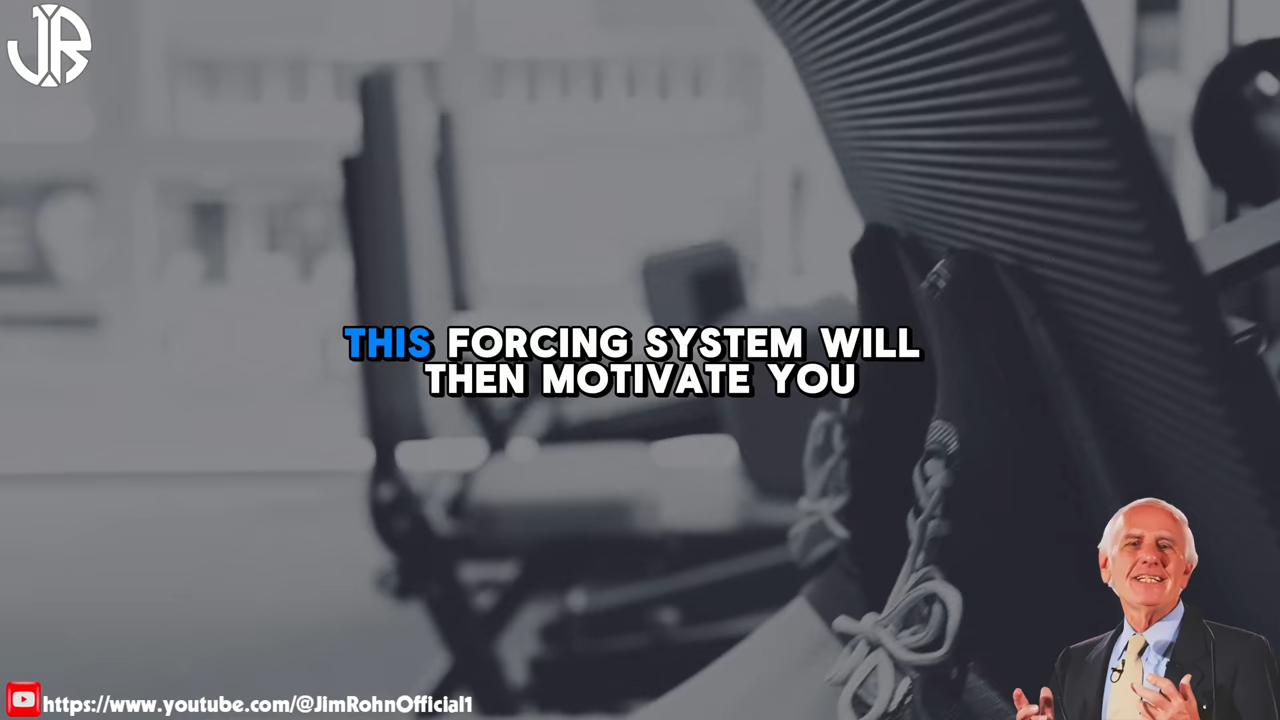 JR
THIS FORCING SYSTEM WILL
THEN MOTIVATE YOU
https://www.youtube.com/@JimRohnOfficial1